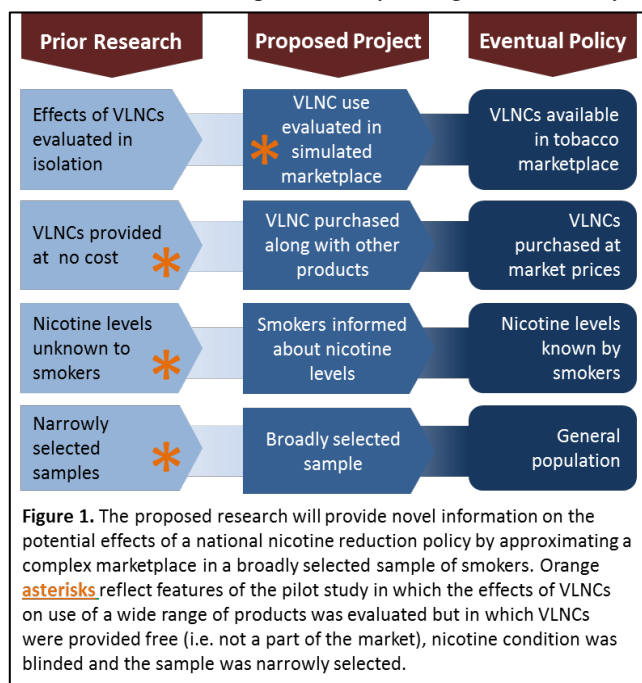 Prior Research
Proposed Project
Eventual Policy
Effects of VLNCs
evaluated in
isolation
VLNC use
evaluated in
simulated
marketplace
*
VLNCs available
in tobacco
marketplace
VLNCs provided
at no cost
*
VLNC purchased
along with other
products
VLNCs
purchased at
market prices
Nicotine levels
unknown to
smokers
*
Smokers informed
about nicotine
levels
Nicotine levels
known by
smokers
Narrowly
selected
samples
*
Broadly selected
sample
General
population
Figure 1. The proposed research will provide novel information on the
potential effects of a national nicotine reduction policy by approximating a
complex marketplace in a broadly selected sample of smokers. Orange
asterisks reflect features of the pilot study in which the effects of VLNCs
on use of a wide range of products was evaluated but in which VLNCs
were provided free (i.e. not a part of the market), nicotine condition was
blinded and the sample was narrowly selected.